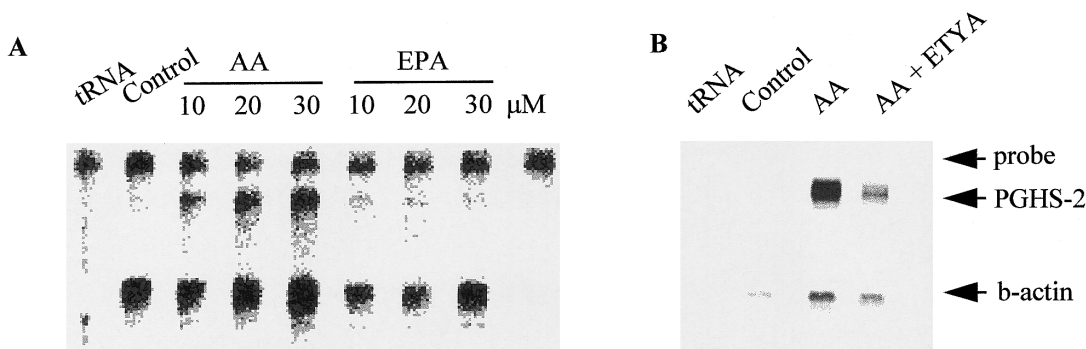 A
tRNA
Control
AA
EPA
10 20 30 10 20 30 μM
B
tRNA
Control
AA
AA + ETYA
probe
PGHS-2
b-actin